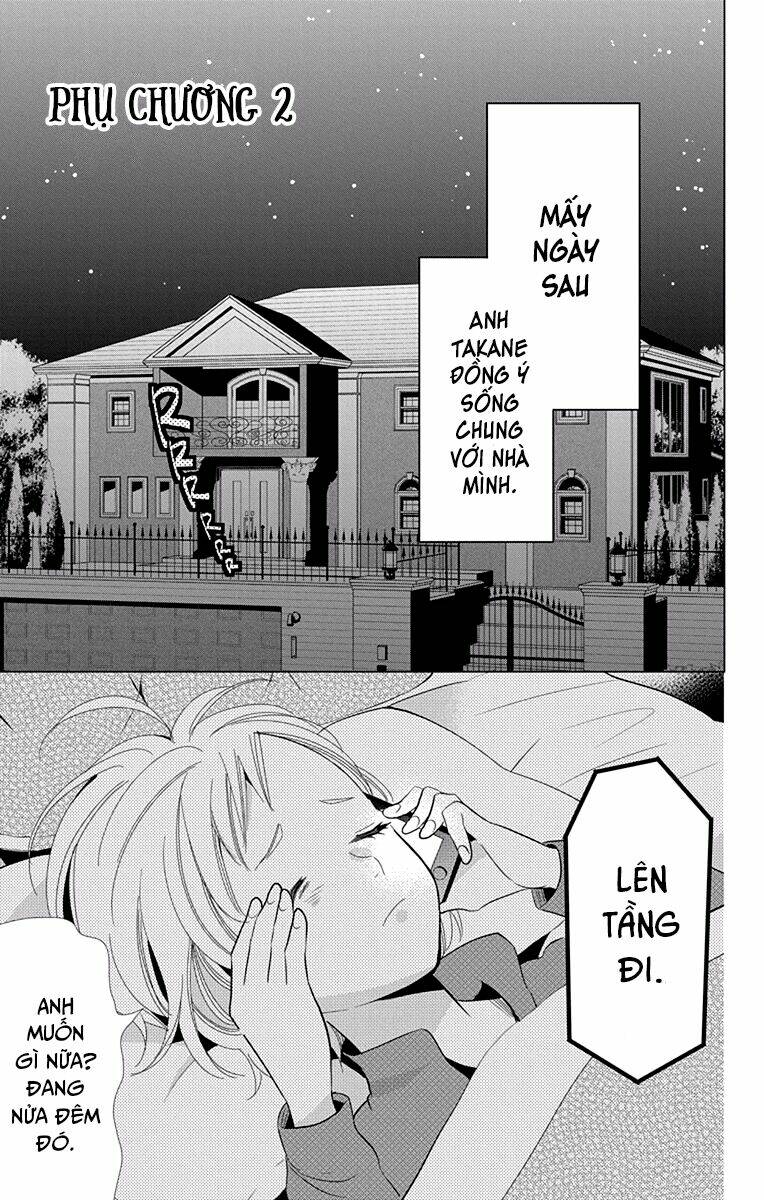 PHỤ CHƯƠNG 2
MẤY
NGÀY
SAU
ANH
TAKANE
ĐỒNG Ý
SỐNG
CHUNG
VỚI NHÀ
MÌNH.
RRRRRRRR
LÊN
TẦNG
ĐI.
ANH
MUỐN
GÌ NỮA?
ĐANG
NỬA ĐÊM
ĐÓ.